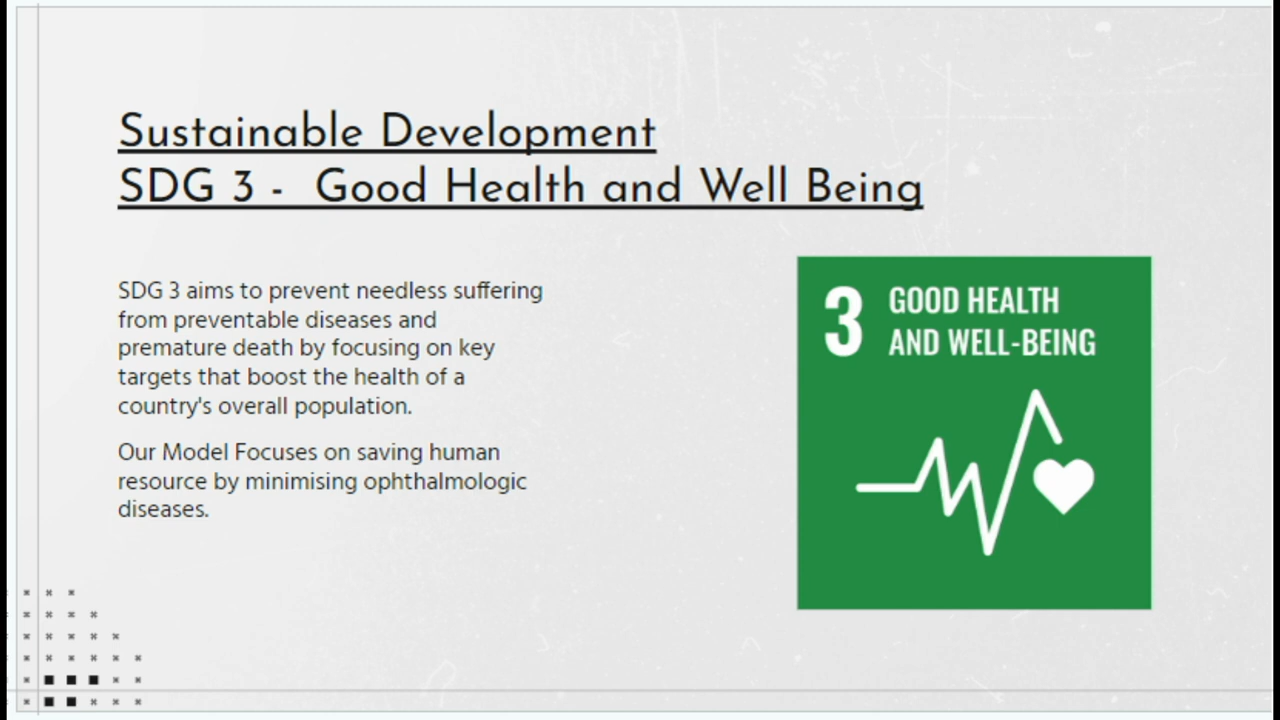 Sustainable Development
SDG 3 -  Good Health and Well Being
SDG 3 aims to prevent needless suffering
from preventable diseases and
premature death by focusing on key
targets that boost the health of a
country's overall population.
Our Model Focuses on saving human
resource by minimising ophthalmologic
diseases.
3 GOOD HEALTH
AND WELL-BEING